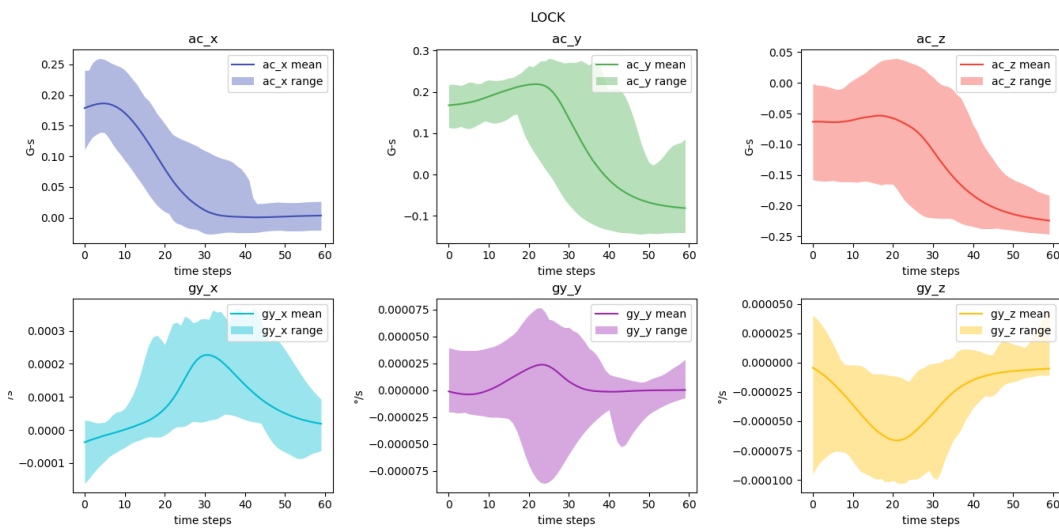 LOCK
ac_x
ac_x mean
ac_x range
G-s
0.25
0.20
0.15
0.10
0.05
0.00
0 10 20 30 40 50 60
time steps
ac_y
ac_y mean
ac_y range
G-s
0.3
0.2
0.1
0.0
−0.1
0 10 20 30 40 50 60
time steps
ac_z
ac_z mean
ac_z range
G-s
0.05
0.00
−0.05
−0.10
−0.15
−0.20
−0.25
0 10 20 30 40 50 60
time steps
gy_x
gy_x mean
gy_x range
0.0003
0.0002
0.0001
0.0000
−0.0001
0 10 20 30 40 50 60
time steps
gy_y
gy_y mean
gy_y range
°/s
0.000075
0.000050
0.000025
0.000000
−0.000025
−0.000050
−0.000075
0 10 20 30 40 50 60
time steps
gy_z
gy_z mean
gy_z range
°/s
0.000050
0.000025
0.000000
−0.000025
−0.000050
−0.000075
−0.000100
0 10 20 30 40 50 60
time steps